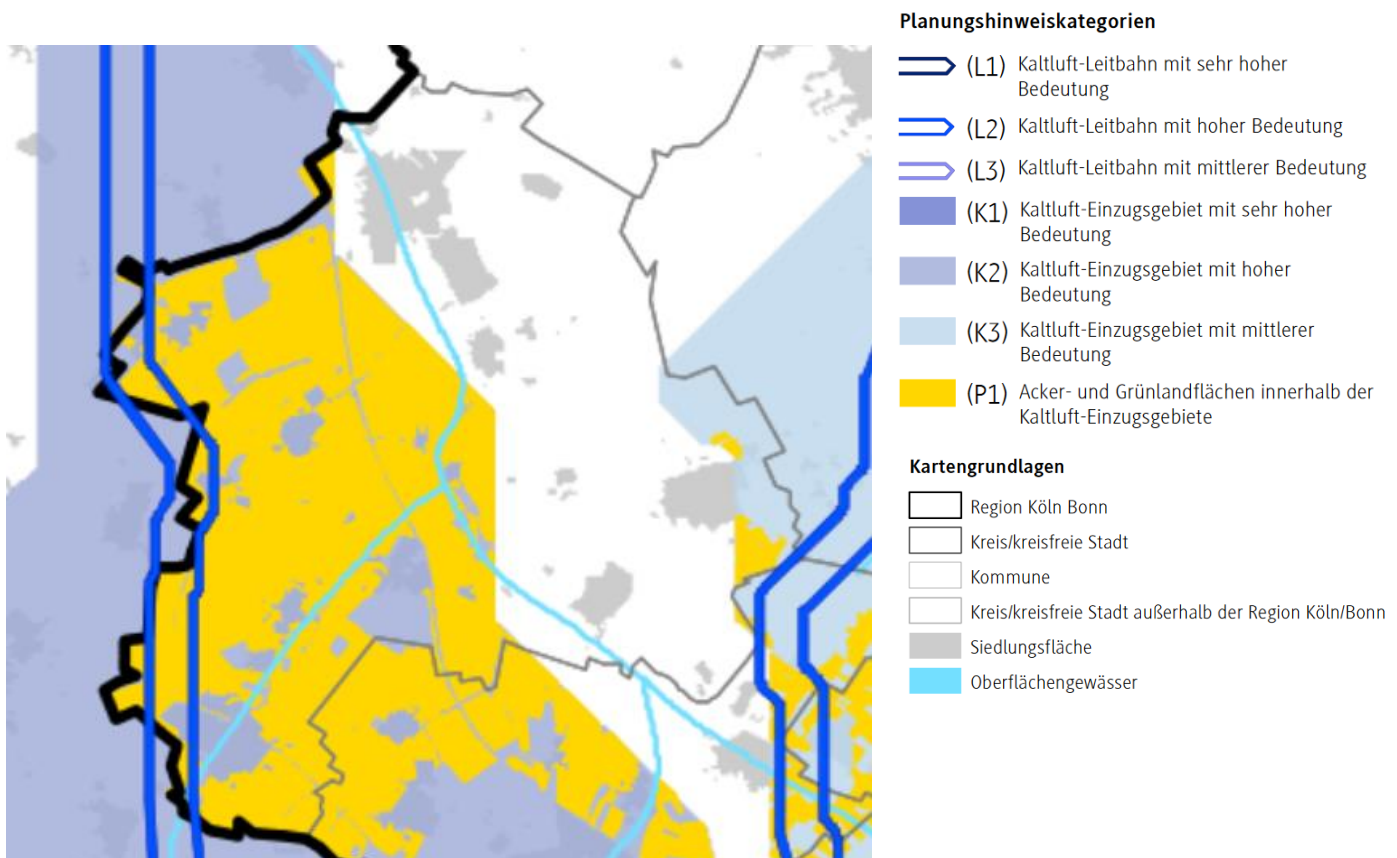 Planungshinweiskategorien
(L1) Kaltluft-Leitbahn mit sehr hoher
Bedeutung
(L2) Kaltluft-Leitbahn mit hoher Bedeutung
(L3) Kaltluft-Leitbahn mit mittlerer Bedeutung
(K1) Kaltluft-Einzugsgebiet mit sehr hoher
Bedeutung
(K2) Kaltluft-Einzugsgebiet mit hoher
Bedeutung
(K3) Kaltluft-Einzugsgebiet mit mittlerer
Bedeutung
(P1) Acker- und Grünlandflächen innerhalb der
Kaltluft-Einzugsgebiete
Kartengrundlagen
Region Köln Bonn
Kreis/kreisfreie Stadt
Kommune
Kreis/kreisfreie Stadt außerhalb der Region Köln/Bonn
Siedlungsfläche
Oberflächengewässer